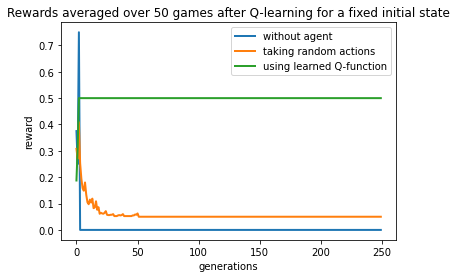 Rewards averaged over 50 games after Q-learning for a fixed initial state
without agent
taking random actions
using learned Q-function
reward
0.7
0.6
0.5
0.4
0.3
0.2
0.1
0.0
0
50
100
150
200
250
generations